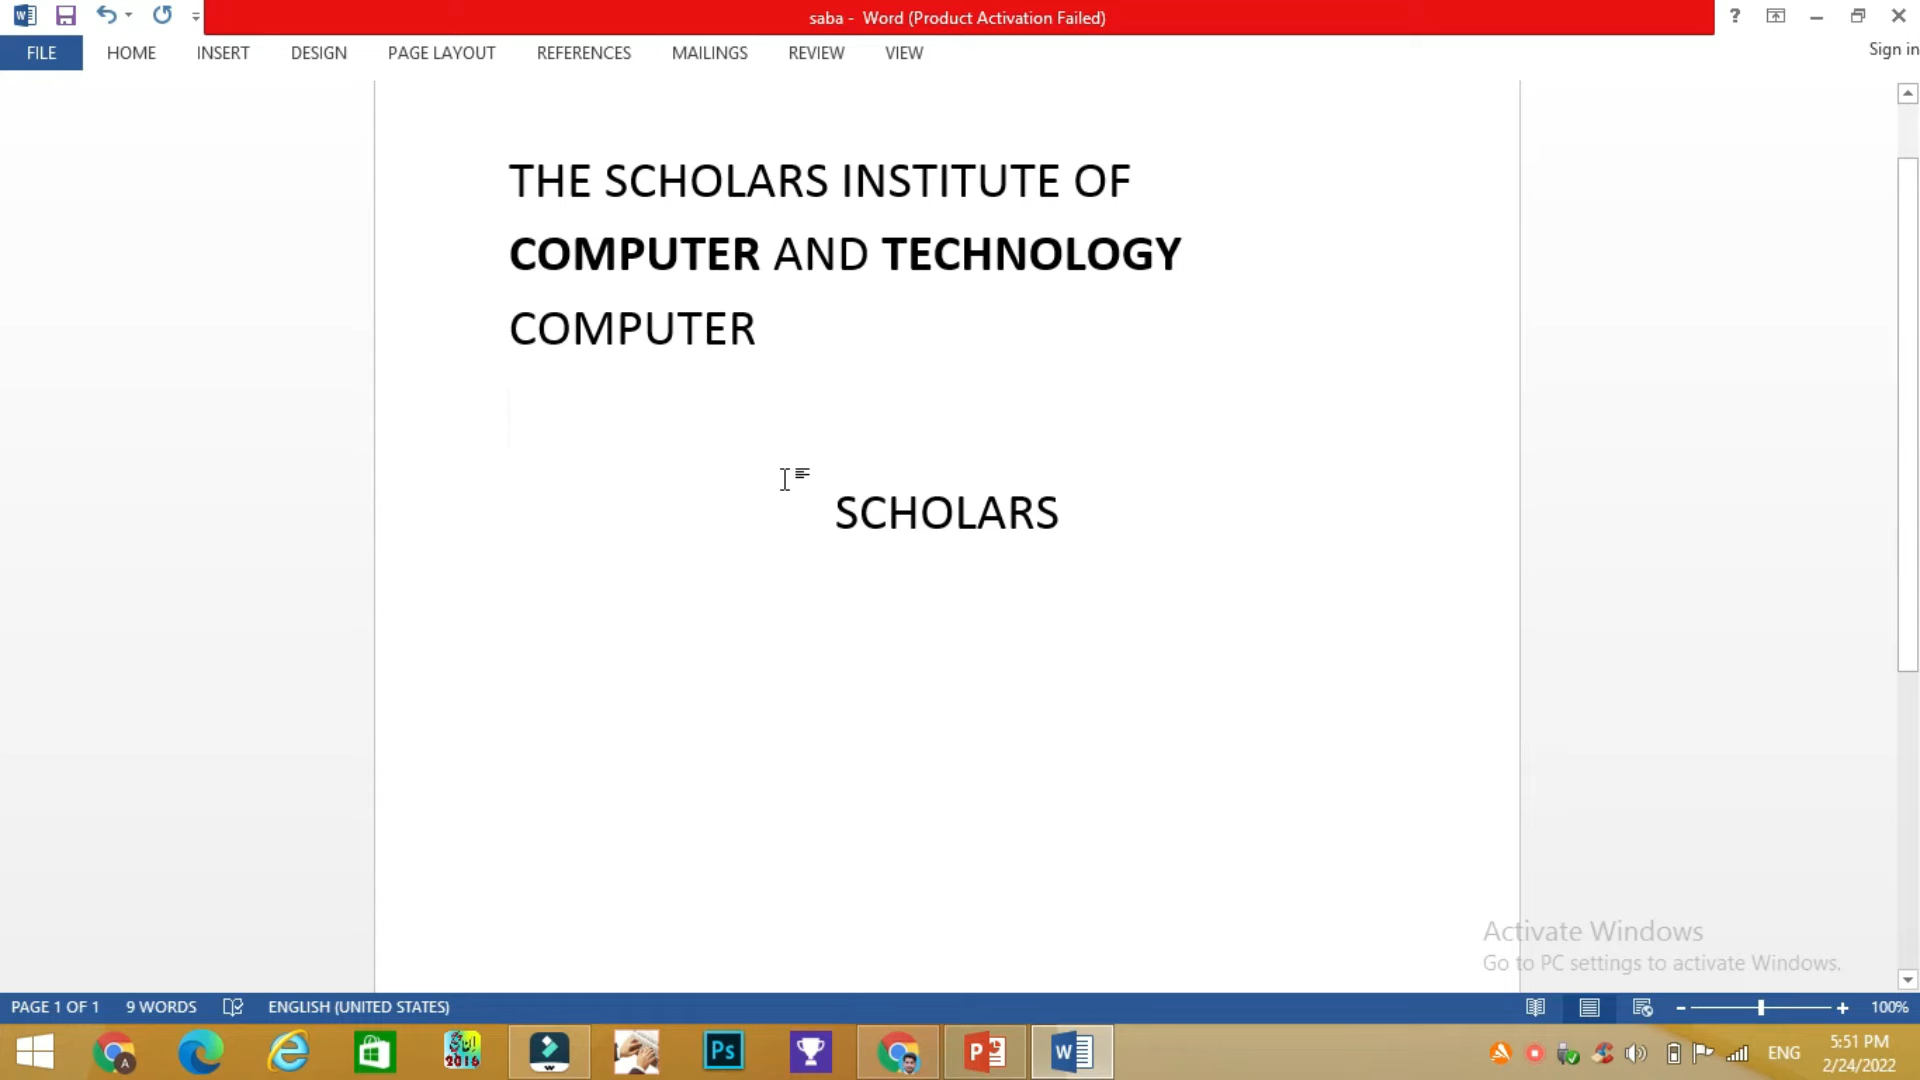 saba - Word (Product Activation Failed)
?
FILE HOME INSERT DESIGN PAGE LAYOUT REFERENCES MAILINGS REVIEW VIEW
Sign in
THE SCHOLARS INSTITUTE OF
COMPUTER AND TECHNOLOGY
COMPUTER
SCHOLARS
Activate Windows
Go to PC settings to activate Windows.
PAGE 1 OF 1 9 WORDS ENGLISH (UNITED STATES) 100%
2016 Ps ENG 5:51 PM
2/24/2022